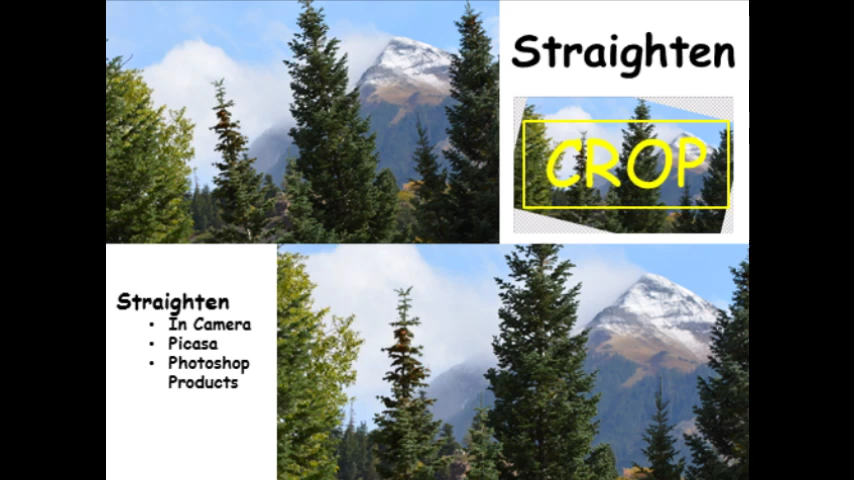 Straighten
CROP
Straighten
• In Camera
• Picasa
• Photoshop
Products